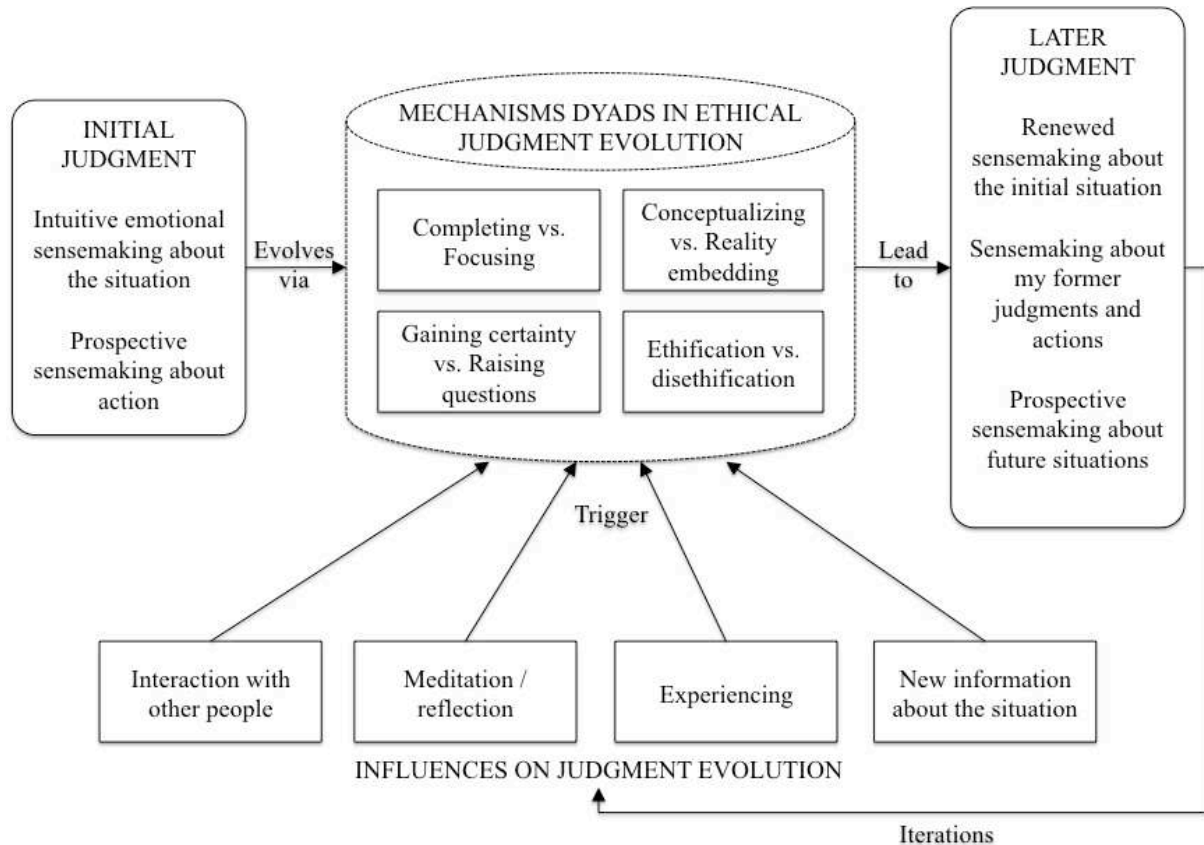 INITIAL
JUDGMENT
Intuitive emotional
sensemaking about
the situation
Prospective
sensemaking about
action
Evolves
via
MECHANISMS DYADS IN ETHICAL
JUDGMENT EVOLUTION
Completing vs.
Focusing
Conceptualizing
vs. Reality
embedding
Gaining certainty
vs. Raising
questions
Ethification vs.
disethification
Lead
to
LATER
JUDGMENT
Renewed
sensemaking about
the initial situation
Sensemaking about
my former
judgments and
actions
Prospective
sensemaking about
future situations
Trigger
Interaction with
other people
Meditation /
reflection
Experiencing
New information
about the situation
INFLUENCES ON JUDGMENT EVOLUTION
Iterations